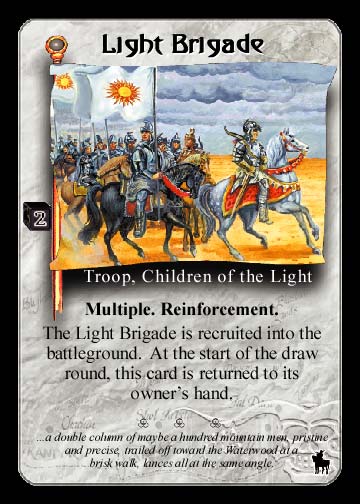 Light Brigade
2
Troop, Children of the Light
Multiple. Reinforcement.
The Light Brigade is recruited into the
battleground. At the start of the draw
round, this card is returned to its
owner's hand.
...a double column of maybe a hundred mountain men, pristine
and precise, trailed off toward the Waterwood at a
brisk walk, lances all at the same angle.